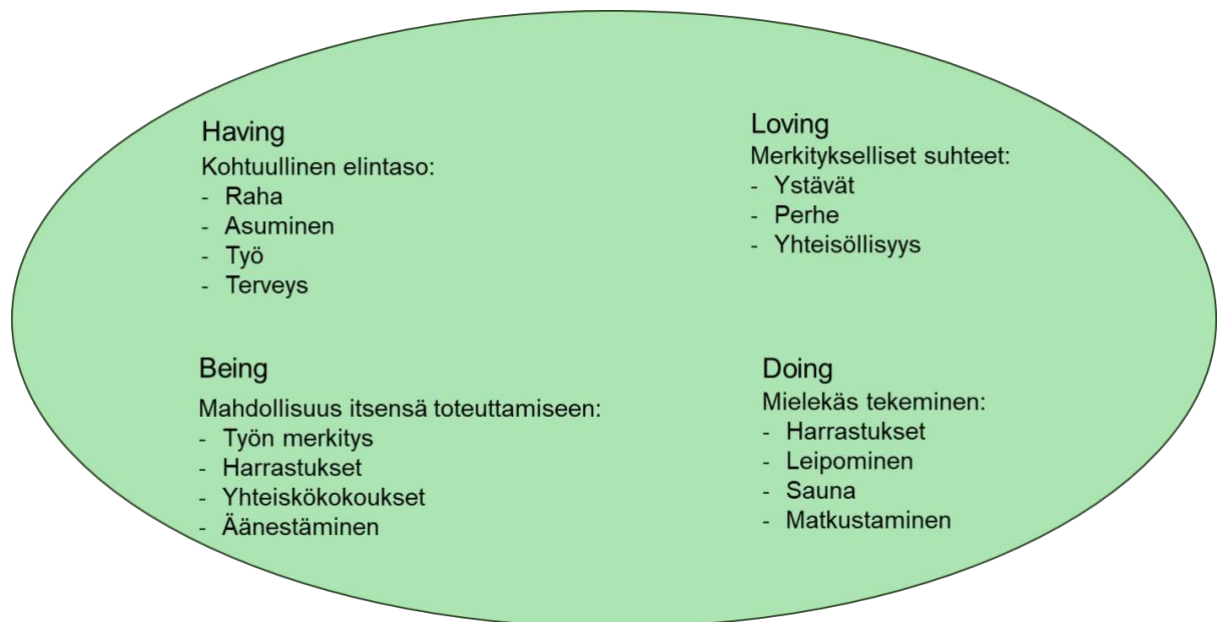 Having
Kohtuullinen elintaso:
- Raha
- Asuminen
- Työ
- Terveys
Loving
Merkitykselliset suhteet:
- Ystävät
- Perhe
- Yhteisöllisyys
Being
Mahdollisuus itsensä toteuttamiseen:
- Työn merkitys
- Harrastukset
- Yhteiskökokoukset
- Äänestäminen
Doing
Mielekäs tekeminen:
- Harrastukset
- Leipominen
- Sauna
- Matkustaminen